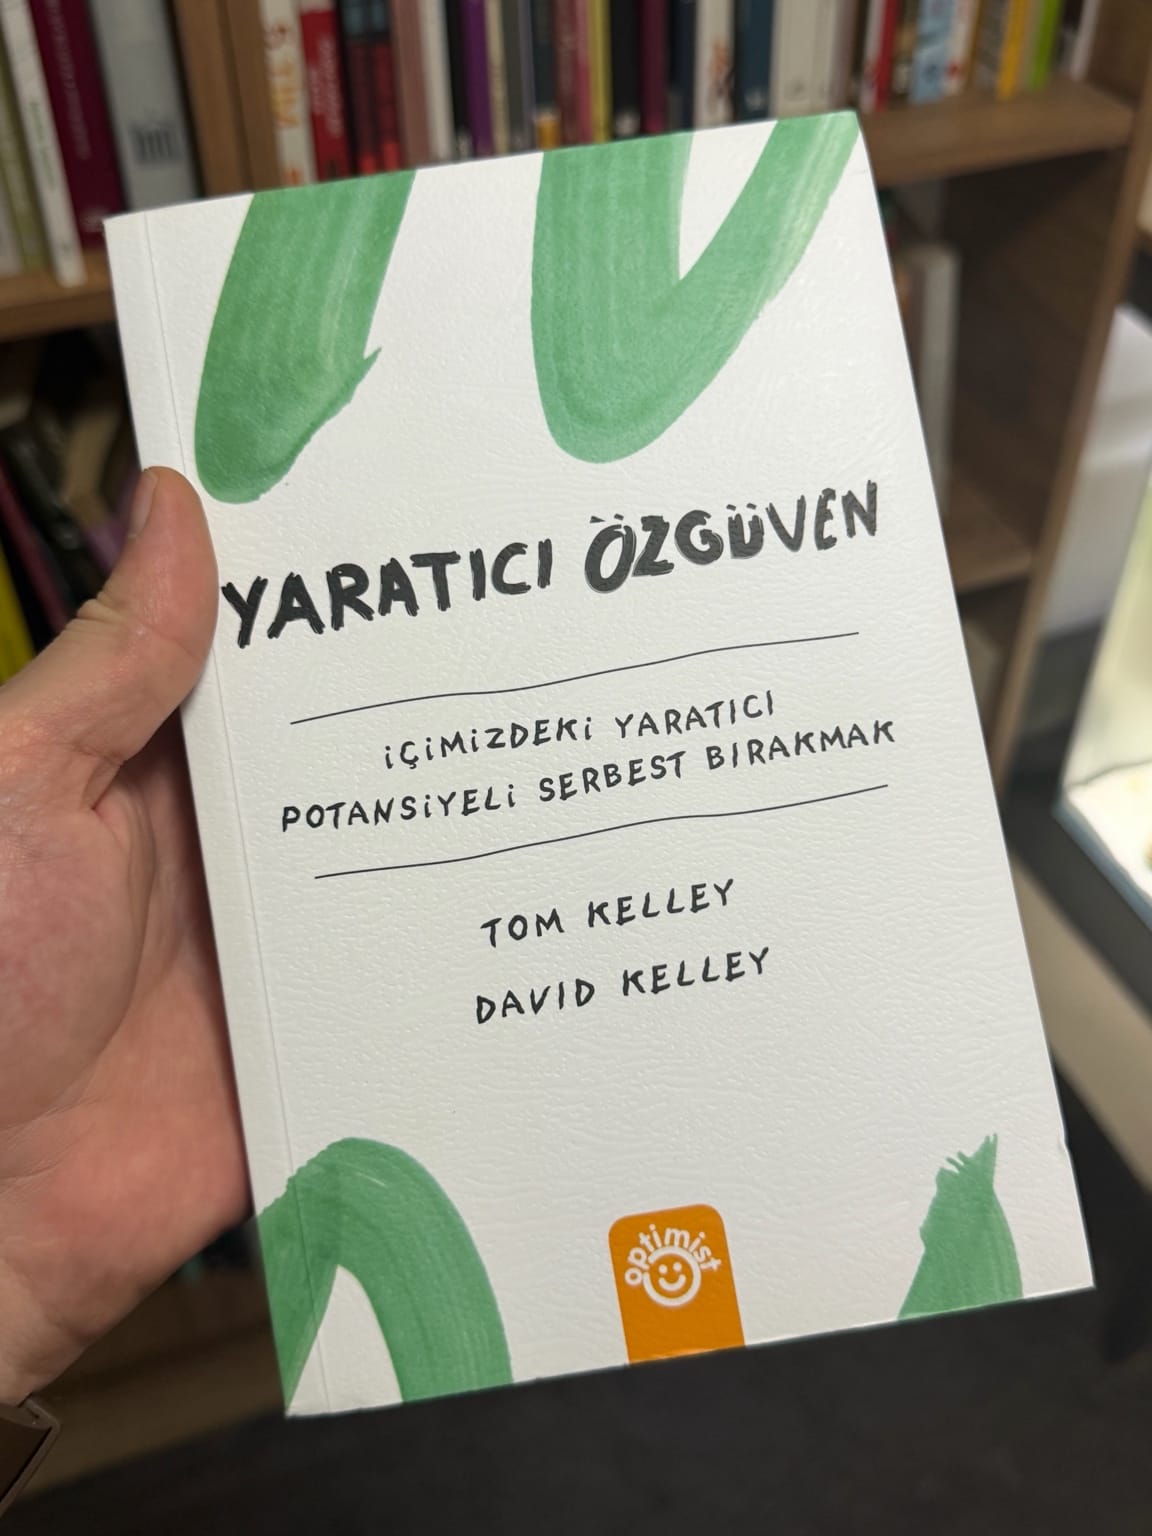 YARATICI ÖZGÜVEN
İÇİMİZDEKİ YARATICI
POTANSİYELİ SERBEST BIRAKMAK
TOM KELLEY
DAVID KELLEY
optimist